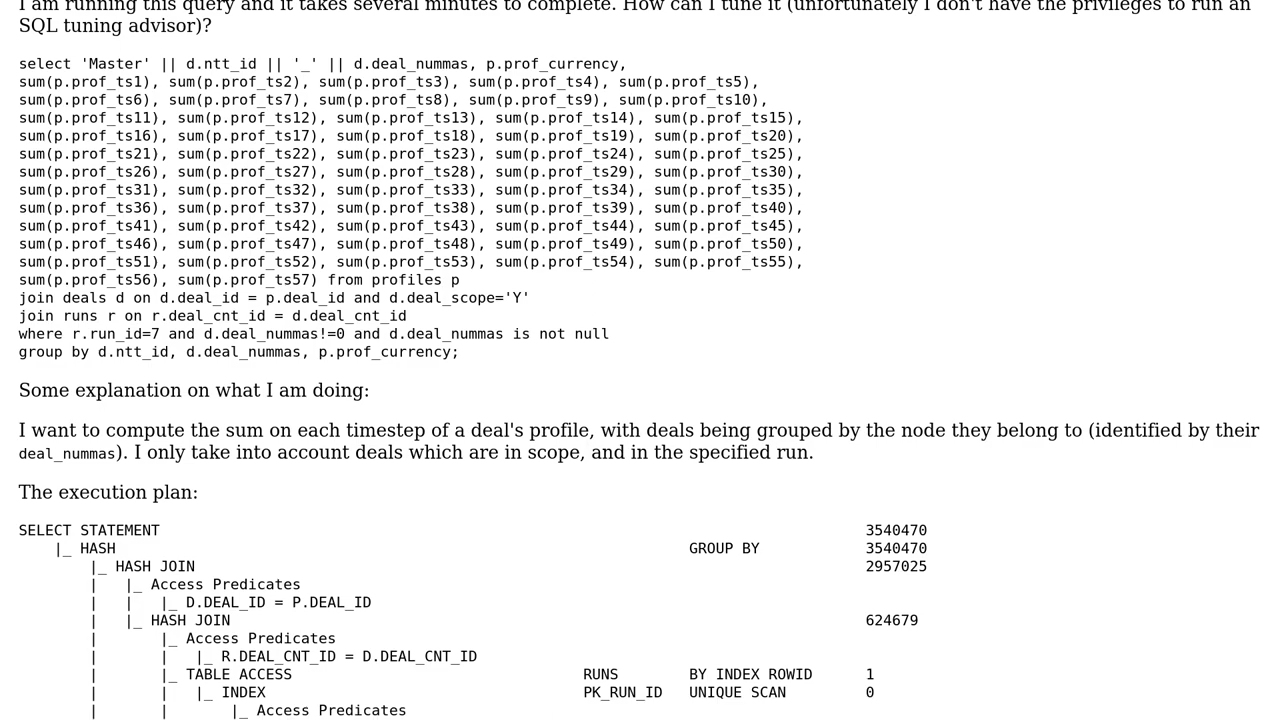 I am running this query and it takes several minutes to complete. How can I tune it (unfortunately I don't have the privileges to run an
SQL tuning advisor)?
select 'Master' || d.ntt_id || '_' || d.deal_nummas, p.prof_currency,
sum(p.prof_ts1), sum(p.prof_ts2), sum(p.prof_ts3), sum(p.prof_ts4), sum(p.prof_ts5),
sum(p.prof_ts6), sum(p.prof_ts7), sum(p.prof_ts8), sum(p.prof_ts9), sum(p.prof_ts10),
sum(p.prof_ts11), sum(p.prof_ts12), sum(p.prof_ts13), sum(p.prof_ts14), sum(p.prof_ts15),
sum(p.prof_ts16), sum(p.prof_ts17), sum(p.prof_ts18), sum(p.prof_ts19), sum(p.prof_ts20),
sum(p.prof_ts21), sum(p.prof_ts22), sum(p.prof_ts23), sum(p.prof_ts24), sum(p.prof_ts25),
sum(p.prof_ts26), sum(p.prof_ts27), sum(p.prof_ts28), sum(p.prof_ts29), sum(p.prof_ts30),
sum(p.prof_ts31), sum(p.prof_ts32), sum(p.prof_ts33), sum(p.prof_ts34), sum(p.prof_ts35),
sum(p.prof_ts36), sum(p.prof_ts37), sum(p.prof_ts38), sum(p.prof_ts39), sum(p.prof_ts40),
sum(p.prof_ts41), sum(p.prof_ts42), sum(p.prof_ts43), sum(p.prof_ts44), sum(p.prof_ts45),
sum(p.prof_ts46), sum(p.prof_ts47), sum(p.prof_ts48), sum(p.prof_ts49), sum(p.prof_ts50),
sum(p.prof_ts51), sum(p.prof_ts52), sum(p.prof_ts53), sum(p.prof_ts54), sum(p.prof_ts55),
sum(p.prof_ts56), sum(p.prof_ts57) from profiles p
join deals d on d.deal_id = p.deal_id and d.deal_scope='Y'
join runs r on r.deal_cnt_id = d.deal_cnt_id
where r.run_id=7 and d.deal_nummas!=0 and d.deal_nummas is not null
group by d.ntt_id, d.deal_nummas, p.prof_currency;
Some explanation on what I am doing:
I want to compute the sum on each timestep of a deal's profile, with deals being grouped by the node they belong to (identified by their
deal_nummas). I only take into account deals which are in scope, and in the specified run.
The execution plan:
SELECT STATEMENT 3540470
|_ HASH GROUP BY 3540470
|_ HASH JOIN 2957025
| |_ Access Predicates
| | |_ D.DEAL_ID = P.DEAL_ID
| |_ HASH JOIN 624679
| |_ Access Predicates
| | |_ R.DEAL_CNT_ID = D.DEAL_CNT_ID
| |_ TABLE ACCESS RUNS BY INDEX ROWID 1
| | |_ INDEX PK_RUN_ID UNIQUE SCAN 0
| | |_ Access Predicates